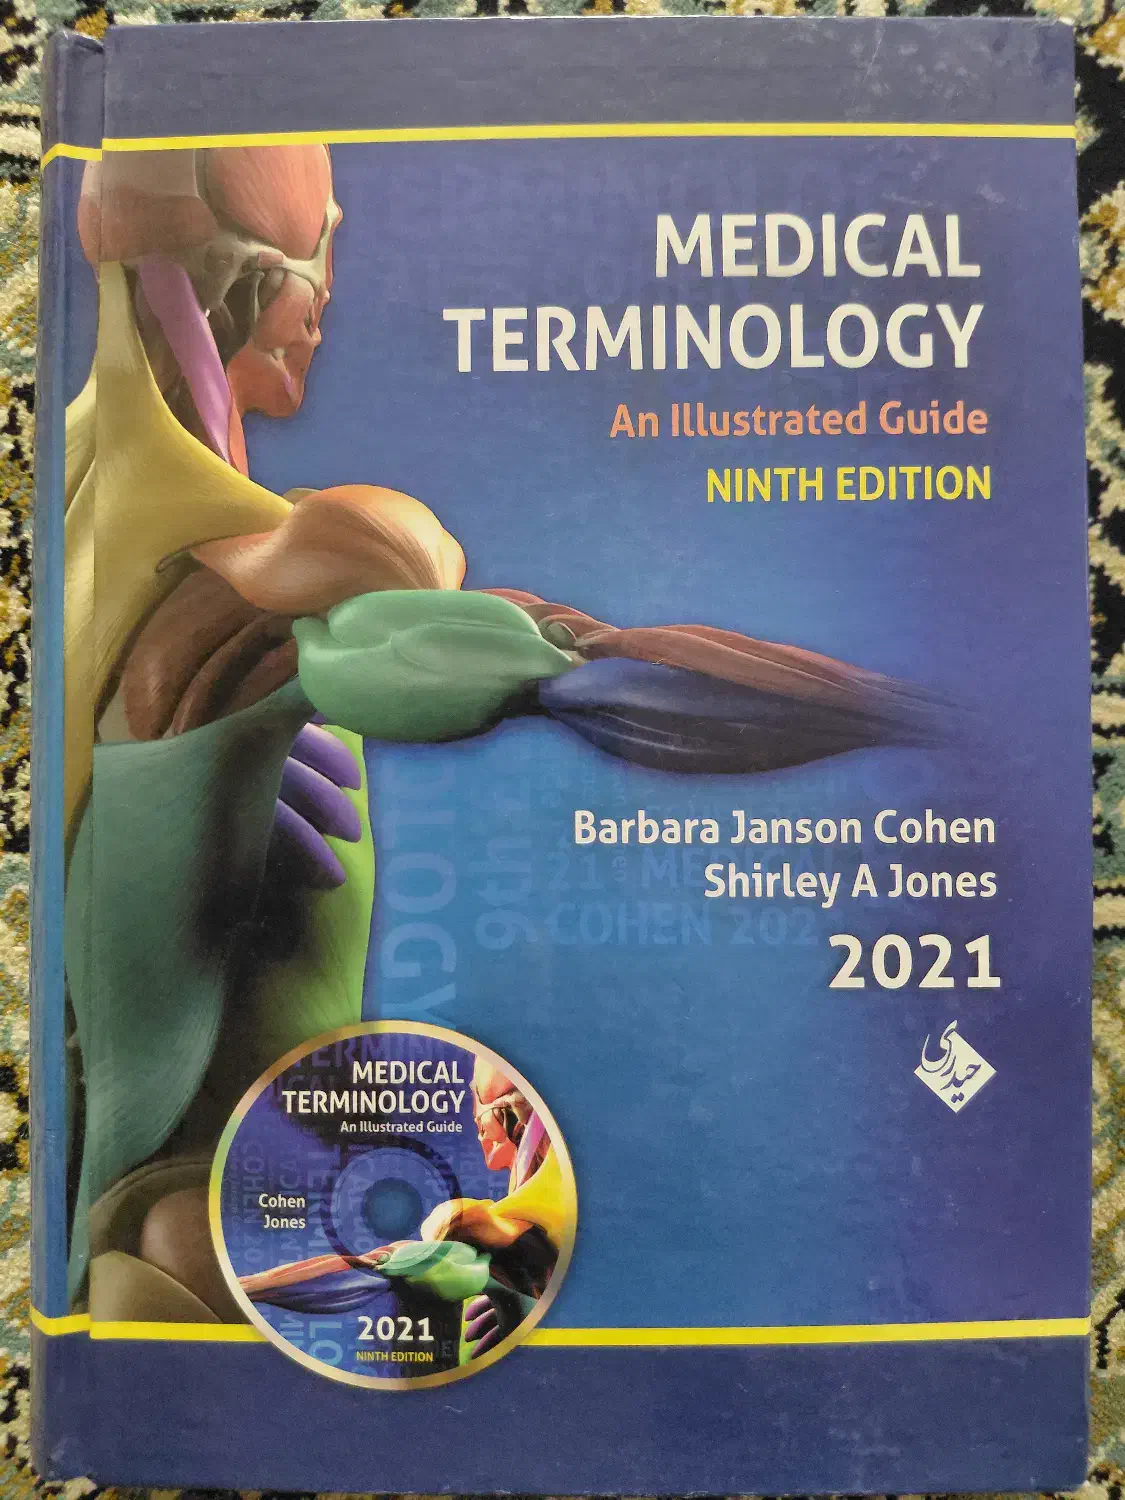 MEDICAL
TERMINOLOGY
An Illustrated Guide
NINTH EDITION
Barbara Janson Cohen
Shirley A Jones
2021
حیدری
MEDICAL
TERMINOLOGY
An Illustrated Guide
Cohen
Jones
2021
NINTH EDITION